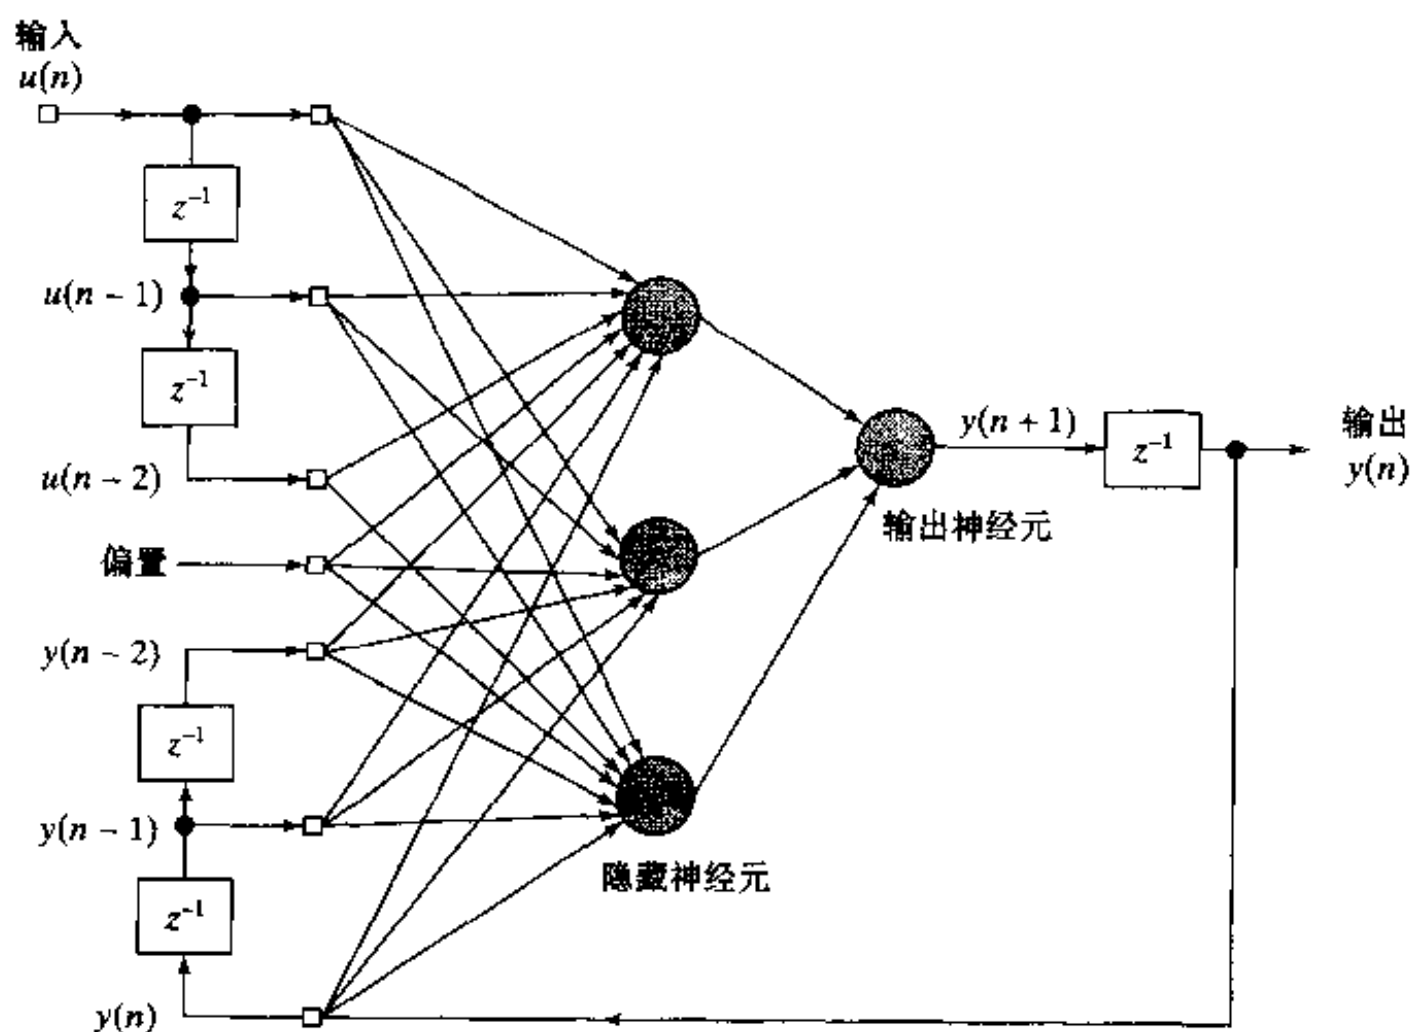 输入
u(n)
z⁻¹
u(n - 1)
z⁻¹
u(n - 2)
偏置
y(n - 2)
z⁻¹
y(n - 1)
z⁻¹
y(n)
隐藏神经元
输出神经元
y(n + 1)
z⁻¹
输出
y(n)